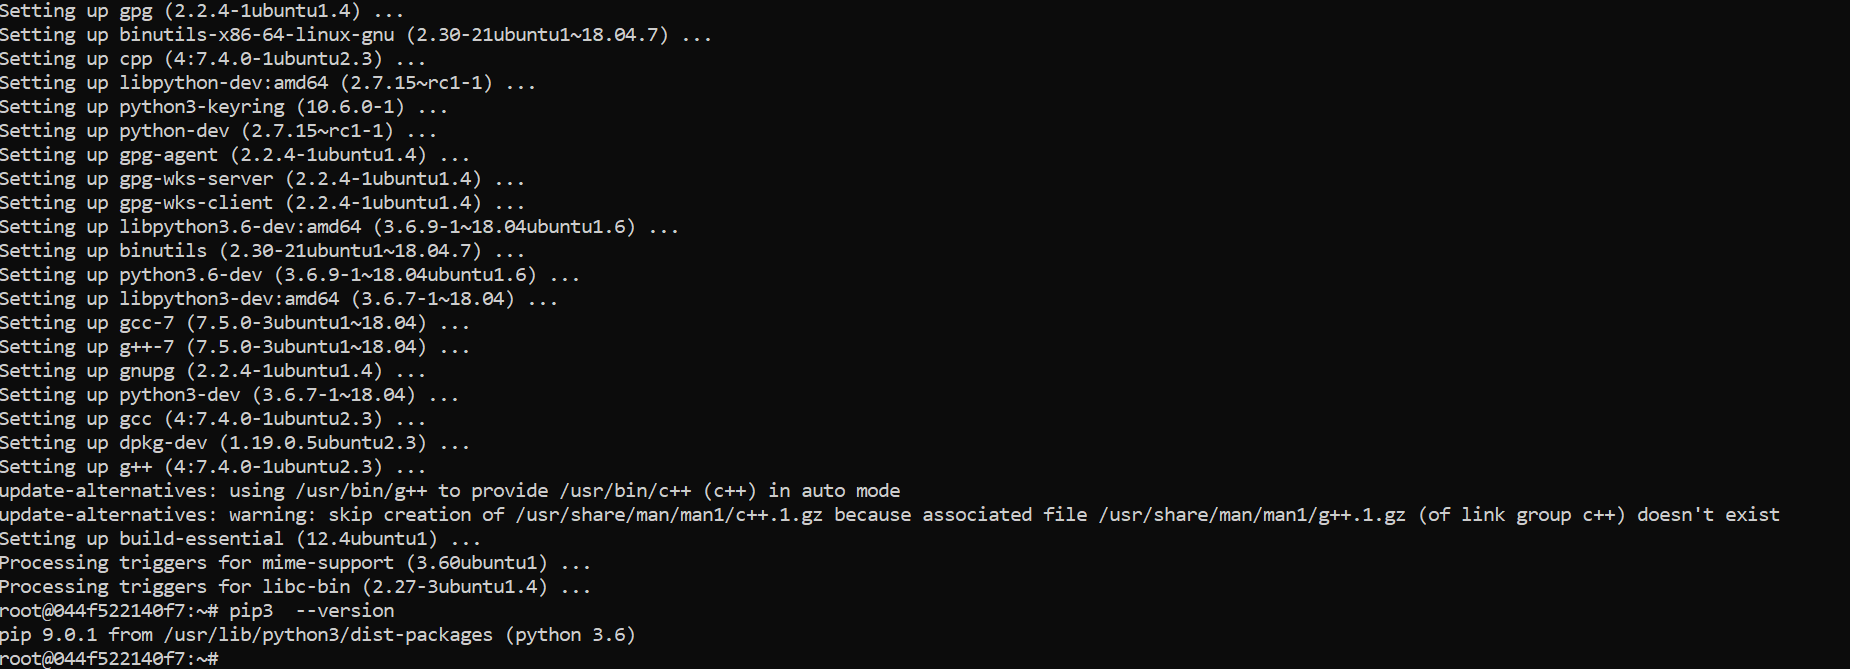 Setting up gpg (2.2.4-1ubuntu1.4) ...
Setting up binutils-x86-64-linux-gnu (2.30-21ubuntu1~18.04.7) ...
Setting up cpp (4:7.4.0-1ubuntu2.3) ...
Setting up libpython-dev:amd64 (2.7.15~rc1-1) ...
Setting up python3-keyring (10.6.0-1) ...
Setting up python-dev (2.7.15~rc1-1) ...
Setting up gpg-agent (2.2.4-1ubuntu1.4) ...
Setting up gpg-wks-server (2.2.4-1ubuntu1.4) ...
Setting up gpg-wks-client (2.2.4-1ubuntu1.4) ...
Setting up libpython3.6-dev:amd64 (3.6.9-1~18.04ubuntu1.6) ...
Setting up binutils (2.30-21ubuntu1~18.04.7) ...
Setting up python3.6-dev (3.6.9-1~18.04ubuntu1.6) ...
Setting up libpython3-dev:amd64 (3.6.7-1~18.04) ...
Setting up gcc-7 (7.5.0-3ubuntu1~18.04) ...
Setting up g++-7 (7.5.0-3ubuntu1~18.04) ...
Setting up gnupg (2.2.4-1ubuntu1.4) ...
Setting up python3-dev (3.6.7-1~18.04) ...
Setting up gcc (4:7.4.0-1ubuntu2.3) ...
Setting up dpkg-dev (1.19.0.5ubuntu2.3) ...
Setting up g++ (4:7.4.0-1ubuntu2.3) ...
update-alternatives: using /usr/bin/g++ to provide /usr/bin/c++ (c++) in auto mode
update-alternatives: warning: skip creation of /usr/share/man/man1/c++.1.gz because associated file /usr/share/man/man1/g++.1.gz (of link group c++) doesn't exist
Setting up build-essential (12.4ubuntu1) ...
Processing triggers for mime-support (3.60ubuntu1) ...
Processing triggers for libc-bin (2.27-3ubuntu1.4) ...
root@044f522140f7:~# pip3  --version
pip 9.0.1 from /usr/lib/python3/dist-packages (python 3.6)
root@044f522140f7:~#